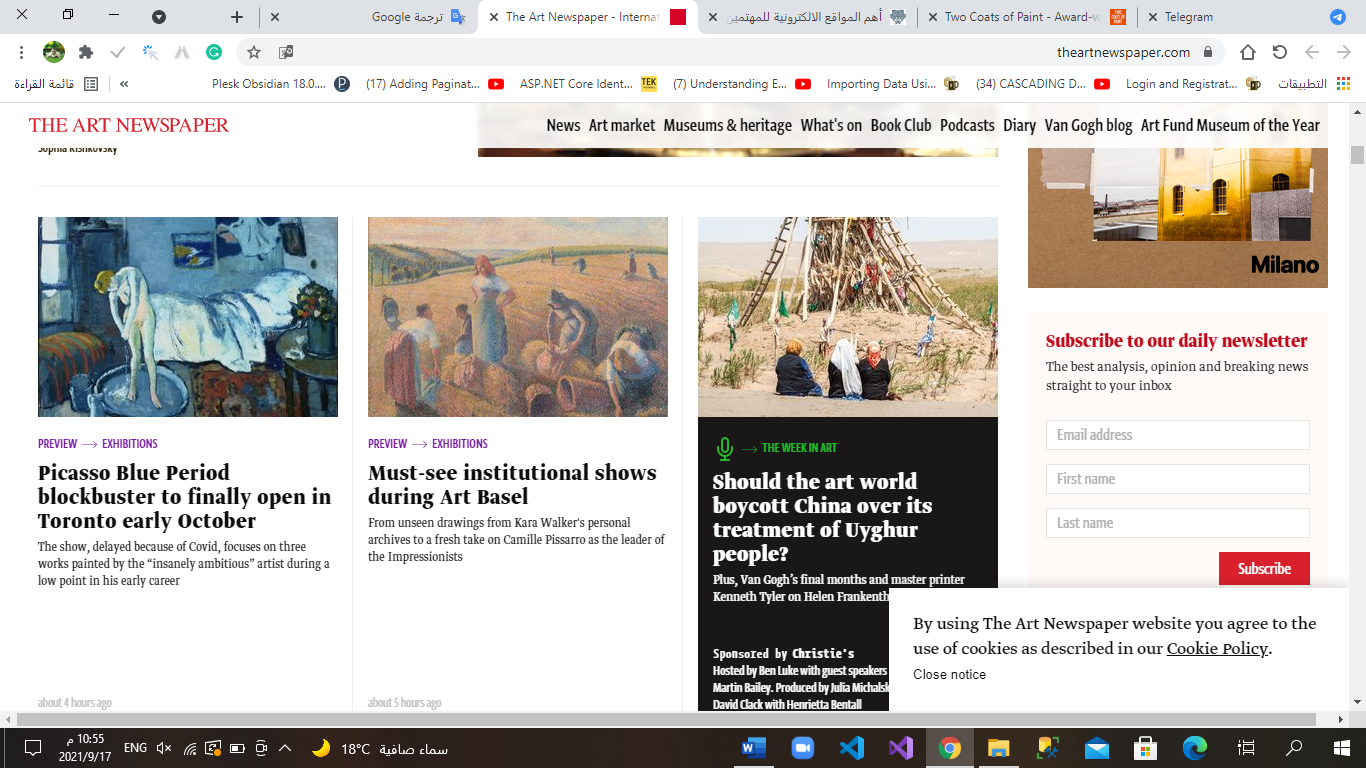 Google ترجمة
The Art Newspaper - Internat
أهم المواقع الالكترونية للمهتمين
Two Coats of Paint - Award-w
Telegram
theartnewspaper.com
قائمة القراءة
«
Plesk Obsidian 18.0....
(17) Adding Paginat...
ASP.NET Core Ident...
(7) Understanding E...
Importing Data Usi...
(34) CASCADING D...
Login and Registrat...
التطبيقات
THE ART NEWSPAPER
News
Art market
Museums & heritage
What's on
Book Club
Podcasts
Diary
Van Gogh blog
Art Fund Museum of the Year
Sophia Kishkovsky
Milano
PREVIEW → EXHIBITIONS
Picasso Blue Period
blockbuster to finally open in
Toronto early October
The show, delayed because of Covid, focuses on three
works painted by the “insanely ambitious” artist during a
low point in his early career
about 4 hours ago
PREVIEW → EXHIBITIONS
Must-see institutional shows
during Art Basel
From unseen drawings from Kara Walker's personal
archives to a fresh take on Camille Pissarro as the leader of
the Impressionists
about 5 hours ago
→ THE WEEK IN ART
Should the art world
boycott China over its
treatment of Uyghur
people?
Plus, Van Gogh’s final months and master printer
Kenneth Tyler on Helen Frankenth
Sponsored by Christie's
Hosted by Ben Luke with guest speakers
Martin Bailey. Produced by Julia Michalsk
David Clack with Henrietta Bentall
Subscribe to our daily newsletter
The best analysis, opinion and breaking news
straight to your inbox
Email address
First name
Last name
Subscribe
By using The Art Newspaper website you agree to the
use of cookies as described in our Cookie Policy.
Close notice
10:55 م
2021/9/17
ENG
18°C سماء صافية